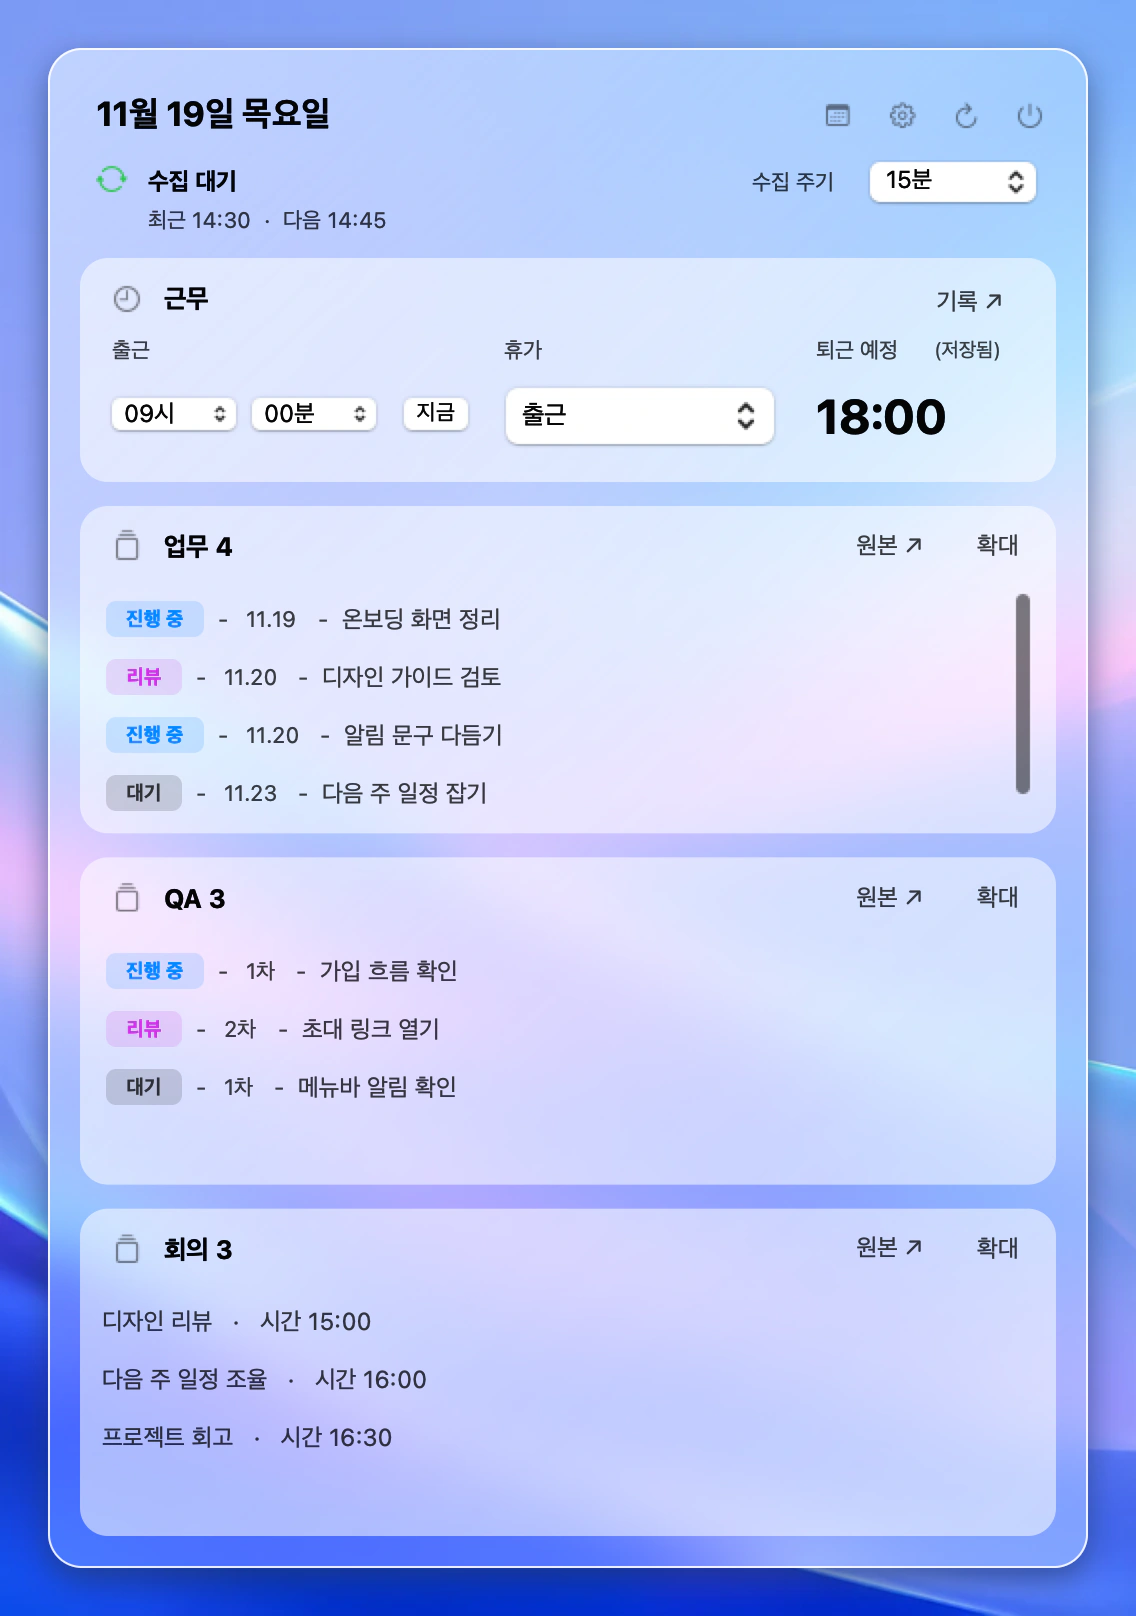 11월 19일 목요일
수집 대기
수집 주기 15분
최근 14:30 · 다음 14:45
근무 기록 ↗
출근 휴가 퇴근 예정 (저장됨)
09시 00분 지금 출근 18:00
업무 4 원본 ↗ 확대
진행 중 - 11.19 - 온보딩 화면 정리
리뷰 - 11.20 - 디자인 가이드 검토
진행 중 - 11.20 - 알림 문구 다듬기
대기 - 11.23 - 다음 주 일정 잡기
QA 3 원본 ↗ 확대
진행 중 - 1차 - 가입 흐름 확인
리뷰 - 2차 - 초대 링크 열기
대기 - 1차 - 메뉴바 알림 확인
회의 3 원본 ↗ 확대
디자인 리뷰 · 시간 15:00
다음 주 일정 조율 · 시간 16:00
프로젝트 회고 · 시간 16:30